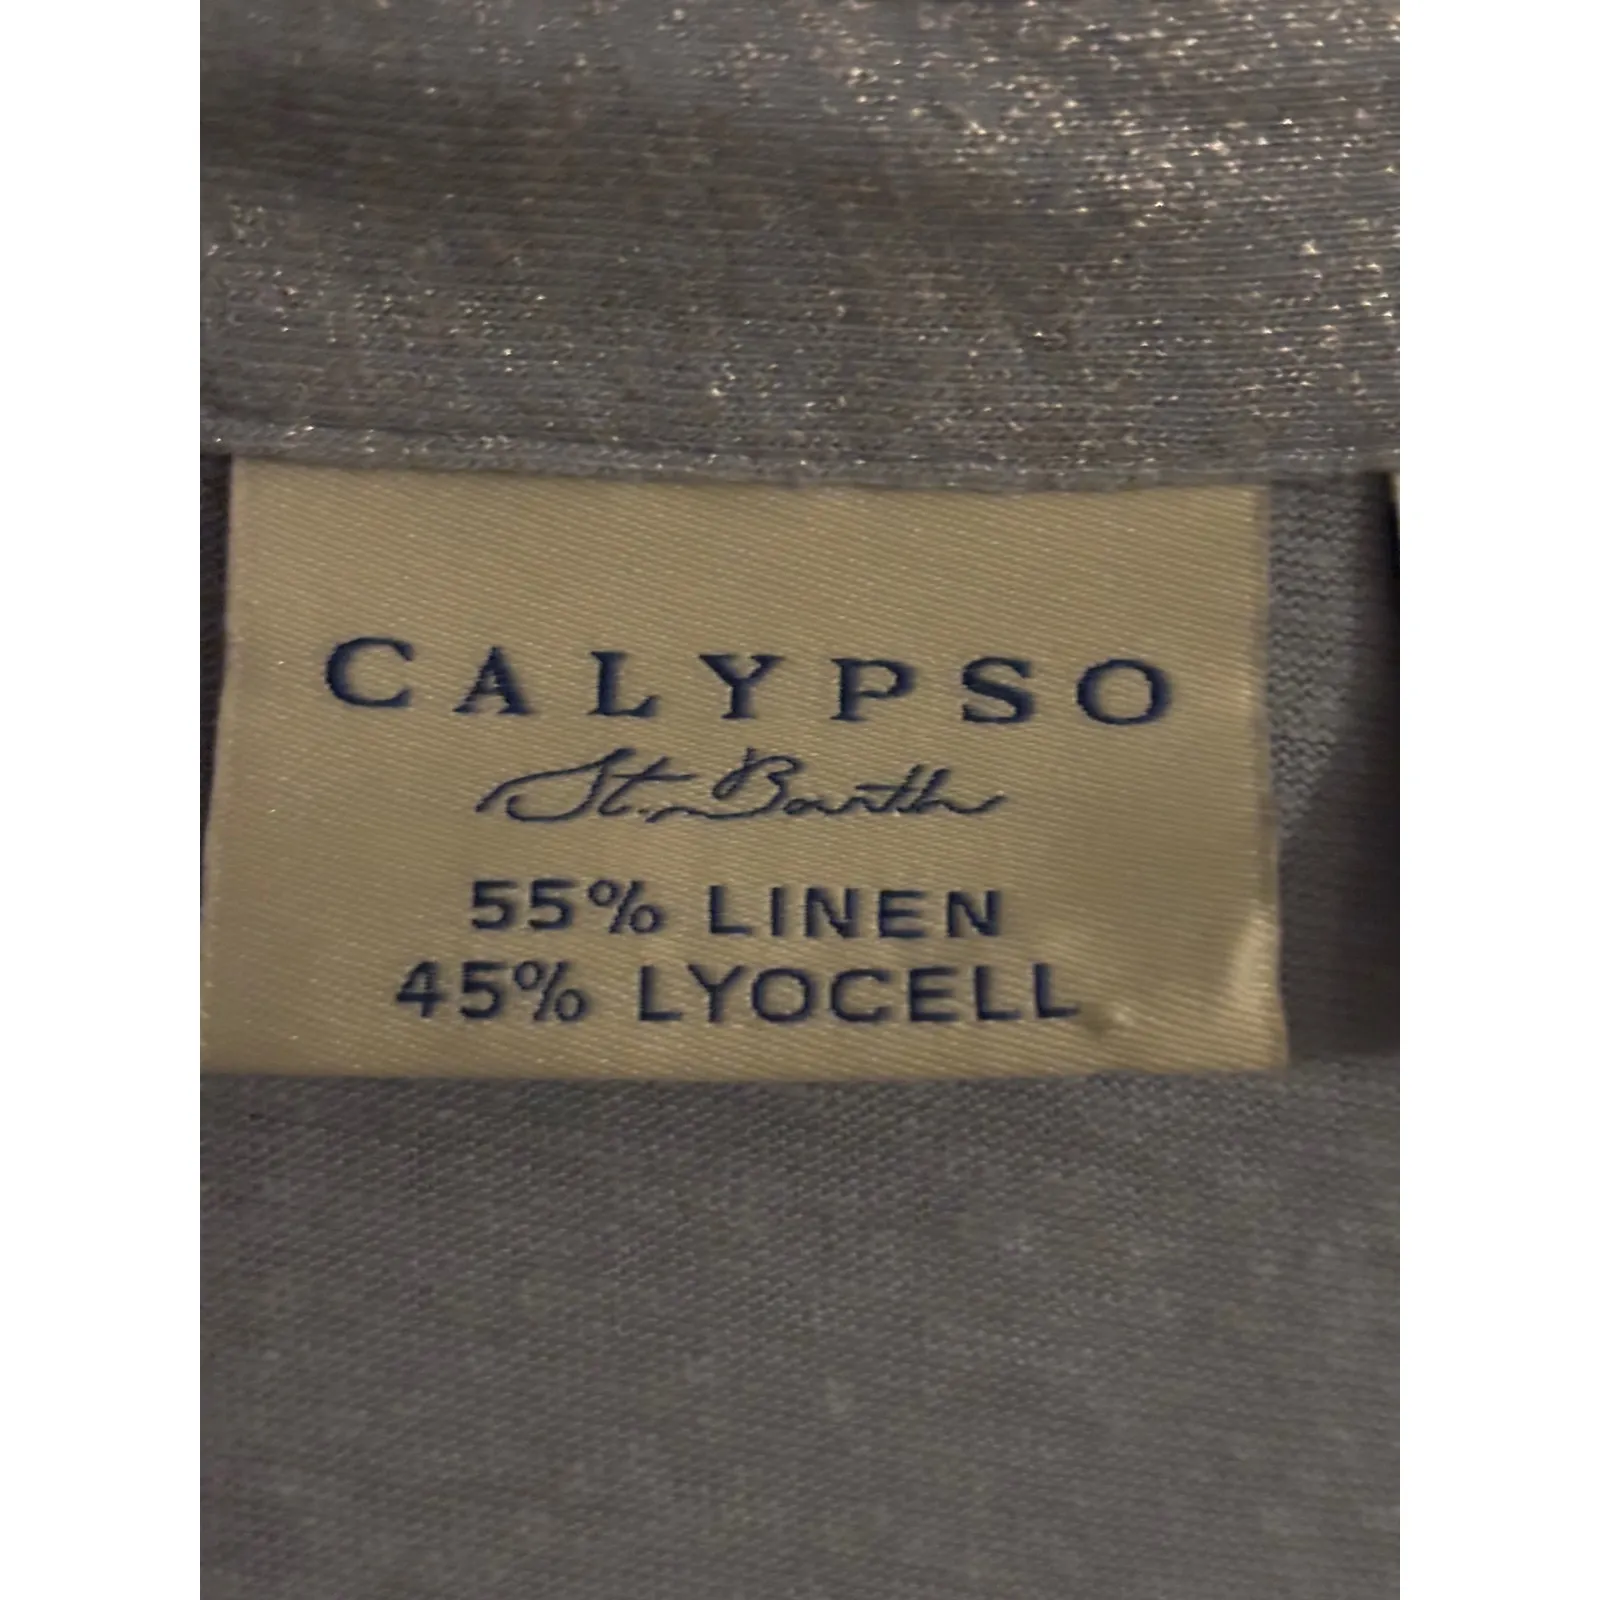 CALYPSO
St. Barth
55% LINEN
45% LYOCELL